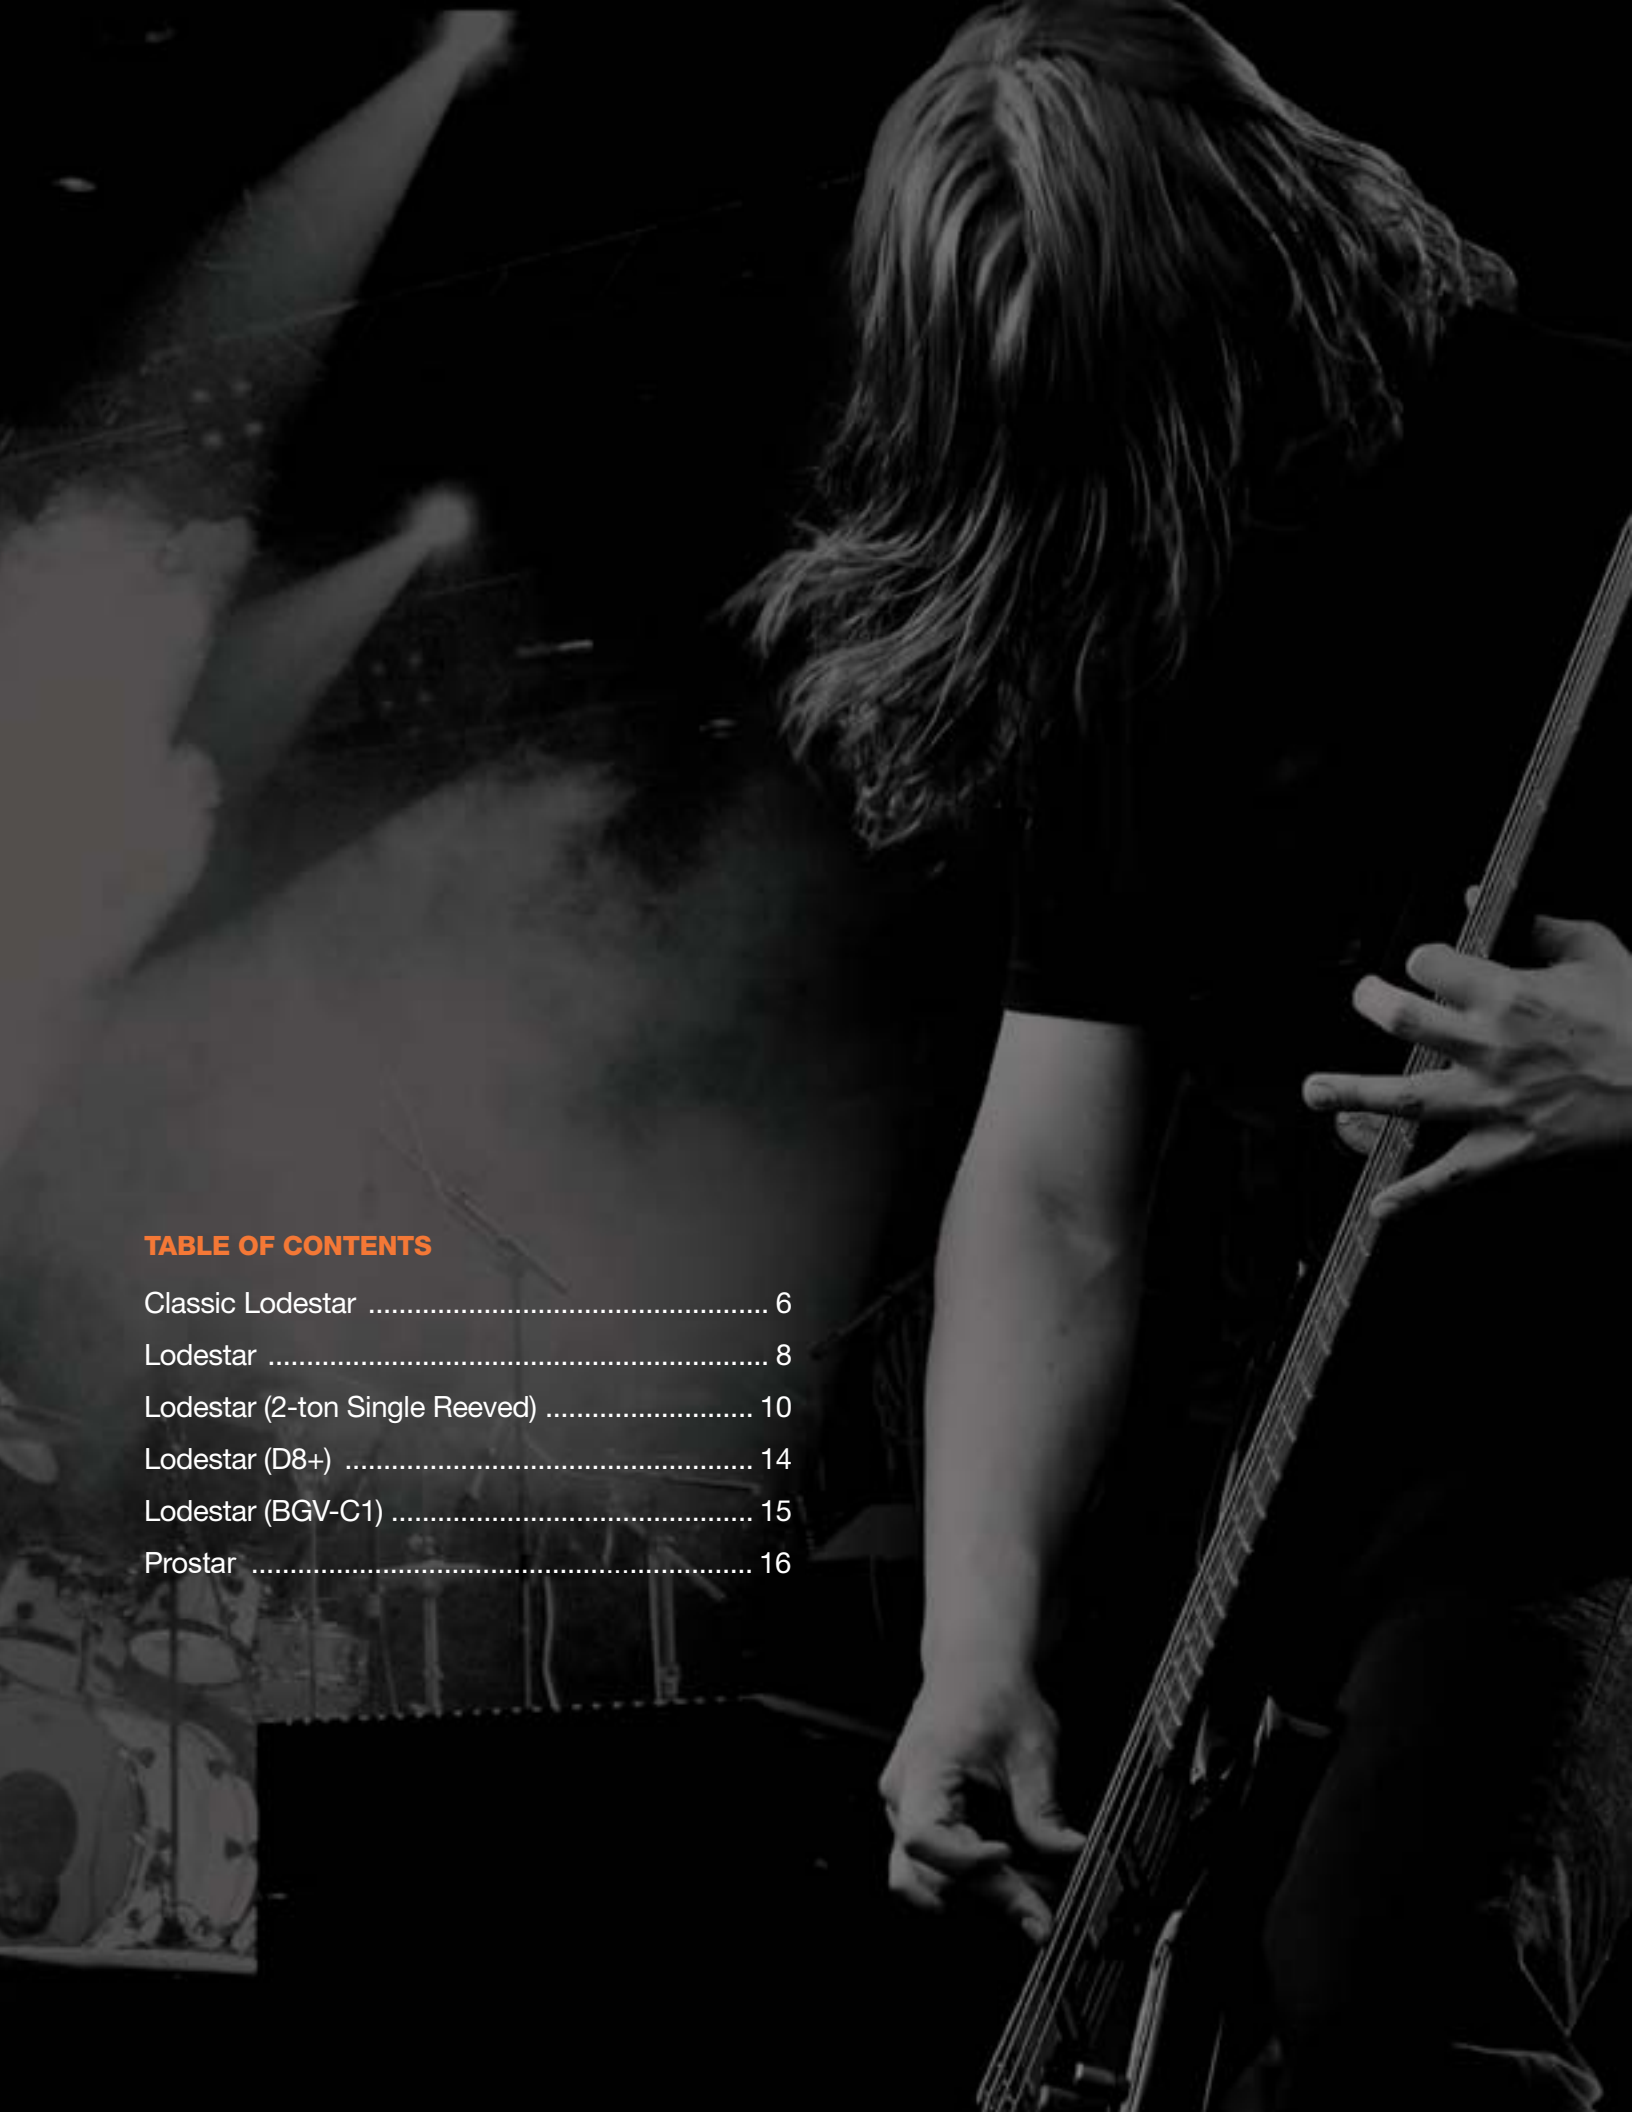 TABLE OF CONTENTS
Classic Lodestar .................................................... 6
Lodestar ................................................................. 8
Lodestar (2-ton Single Reeved) ........................... 10
Lodestar (D8+) ..................................................... 14
Lodestar (BGV-C1) ............................................... 15
Prostar ................................................................. 16